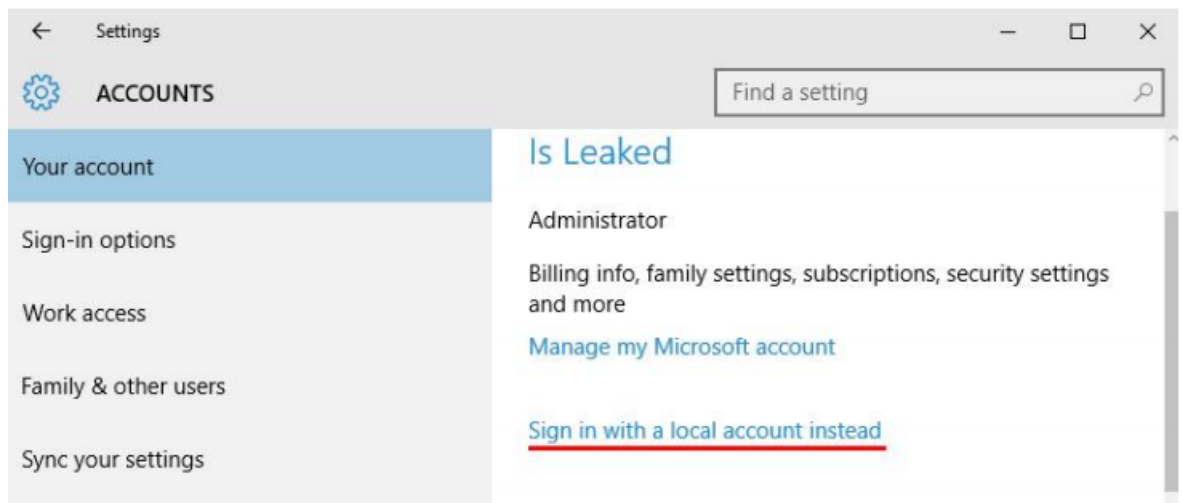 Settings
ACCOUNTS
Find a setting
Your account
Sign-in options
Work access
Family & other users
Sync your settings
Is Leaked
Administrator
Billing info, family settings, subscriptions, security settings
and more
Manage my Microsoft account
Sign in with a local account instead